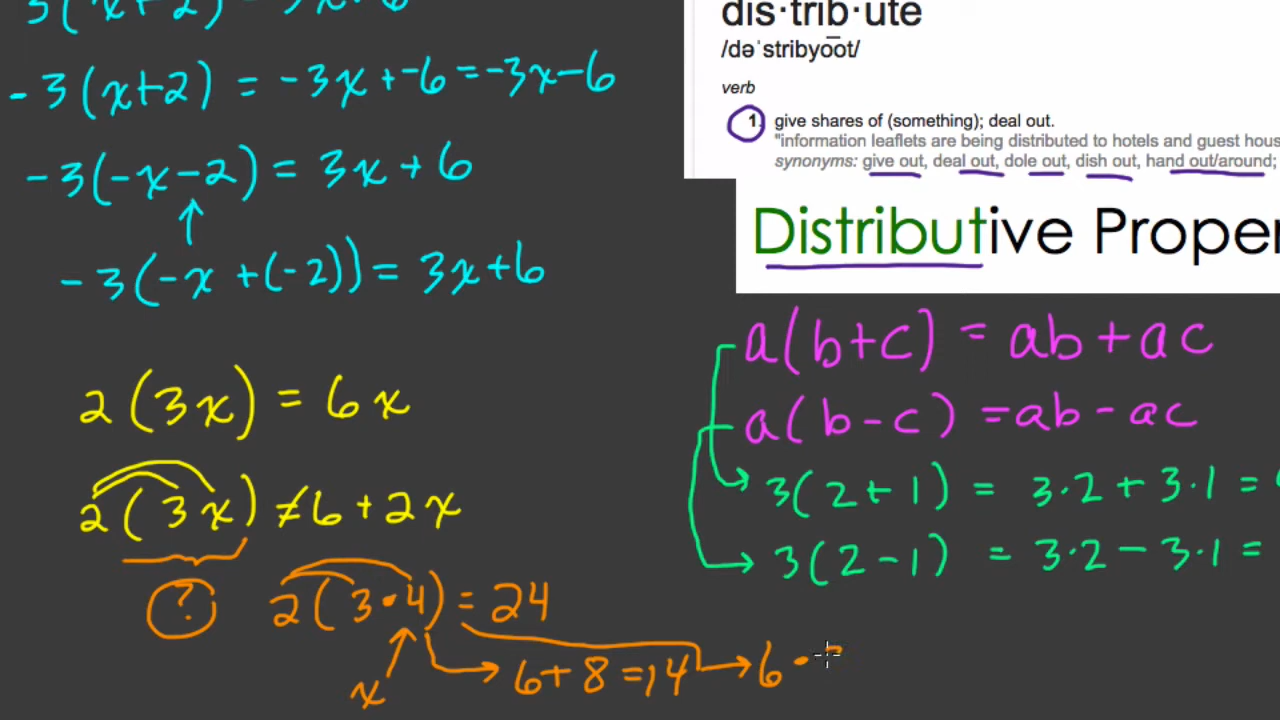 3(x+2) = 3x+6
-3(x+2) = -3x+-6=-3x-6
-3(-x-2) = 3x+6
-3(-x+(-2))= 3x+6
2(3x) = 6x
2(3x) ≠ 6+2x
?
2(3•4) = 24
x
6+8=14 → 6 •
dis·trib·ute
/dəˈstribyo͞ot/
verb
1. give shares of (something); deal out.
"information leaflets are being distributed to hotels and guest hous
synonyms: give out, deal out, dole out, dish out, hand out/around;
Distributive Proper
a(b+c) = ab+ac
a(b-c) =ab-ac
3(2+1) = 3·2+3·1=
3(2-1) = 3·2-3·1=